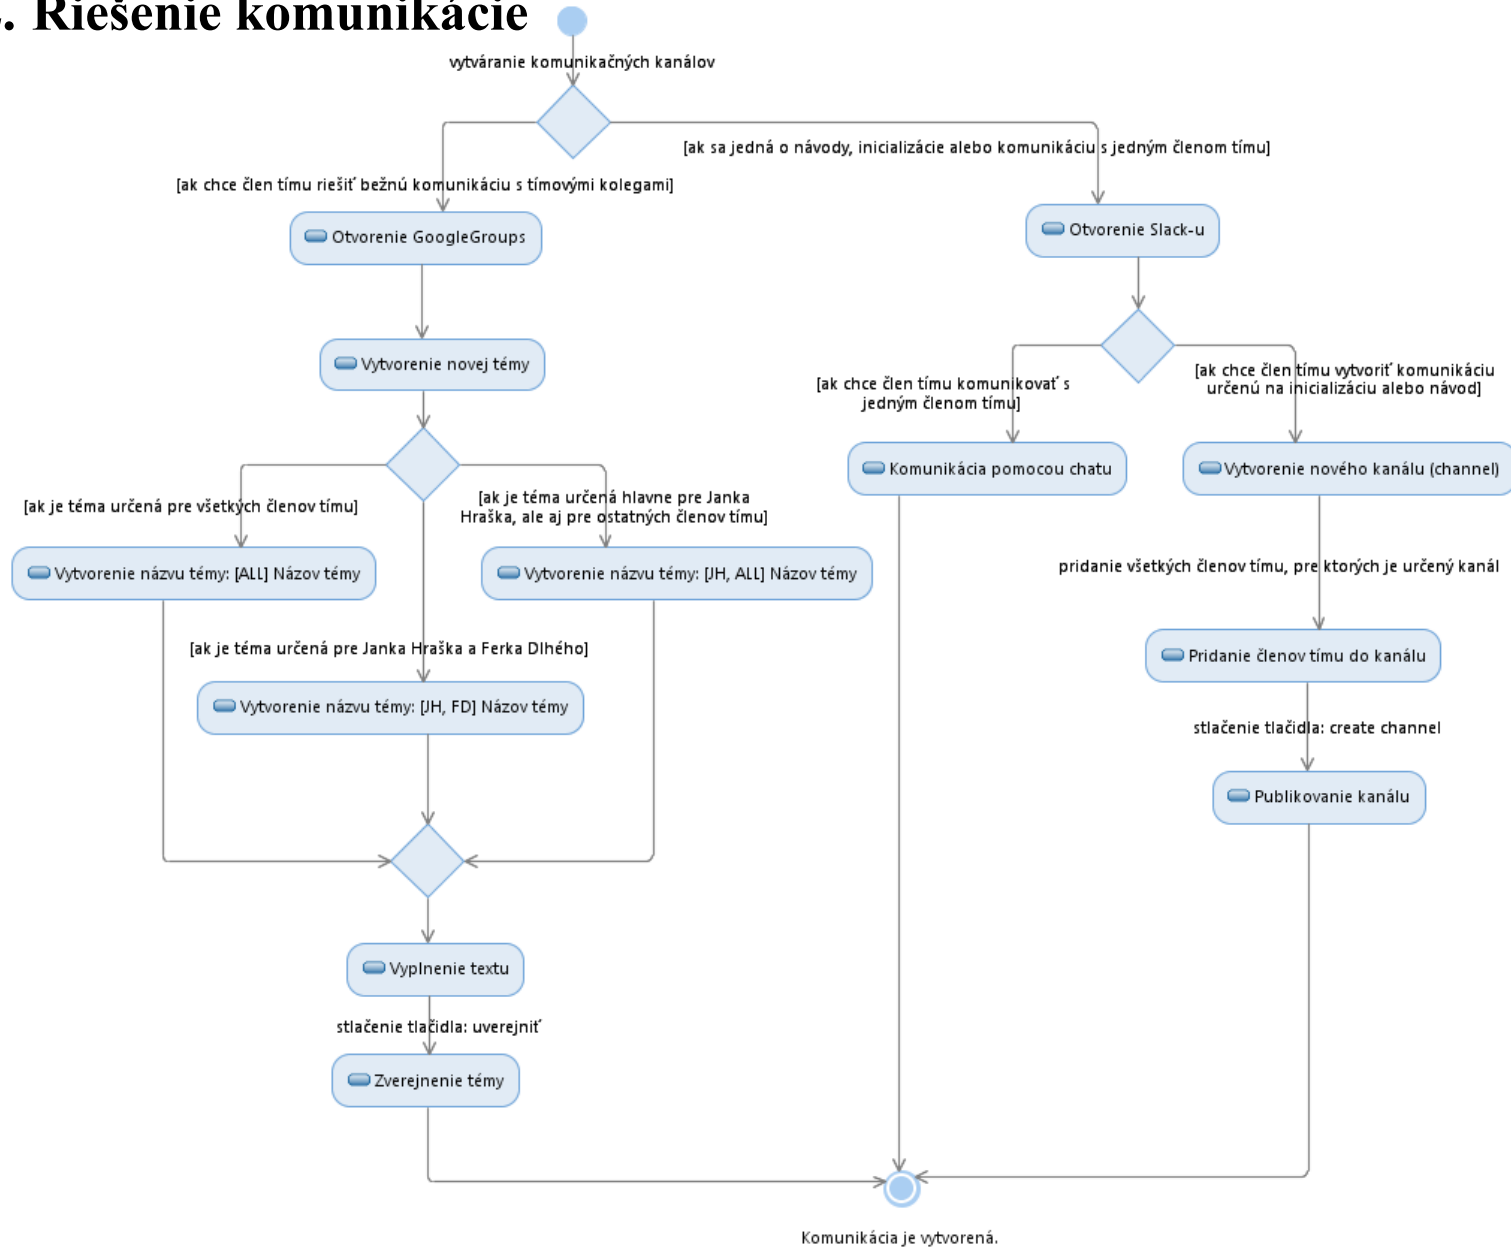 . Riešenie komunikácie
vytváranie komunikačných kanálov
[ak sa jedná o návody, inicializácie alebo komunikáciu s jedným členom tímu]
[ak chce člen tímu riešiť bežnú komunikáciu s tímovými kolegami]
Otvorenie GoogleGroups
Otvorenie Slack-u
Vytvorenie novej témy
[ak chce člen tímu komunikovať s
jedným členom tímu]
[ak chce člen tímu vytvoriť komunikáciu
určenú na inicializáciu alebo návod]
Komunikácia pomocou chatu
Vytvorenie nového kanálu (channel)
[ak je téma určená pre všetkých členov tímu]
[ak je téma určená hlavne pre Janka
Hraška, ale aj pre ostatných členov tímu]
Vytvorenie názvu témy: [ALL] Názov témy
Vytvorenie názvu témy: [JH, ALL] Názov témy
pridanie všetkých členov tímu, pre ktorých je určený kanál
[ak je téma určená pre Janka Hraška a Ferka Dlhého]
Pridanie členov tímu do kanálu
Vytvorenie názvu témy: [JH, FD] Názov témy
stlačenie tlačidla: create channel
Publikovanie kanálu
Vyplnenie textu
stlačenie tlačidla: uverejniť
Zverejnenie témy
Komunikácia je vytvorená.